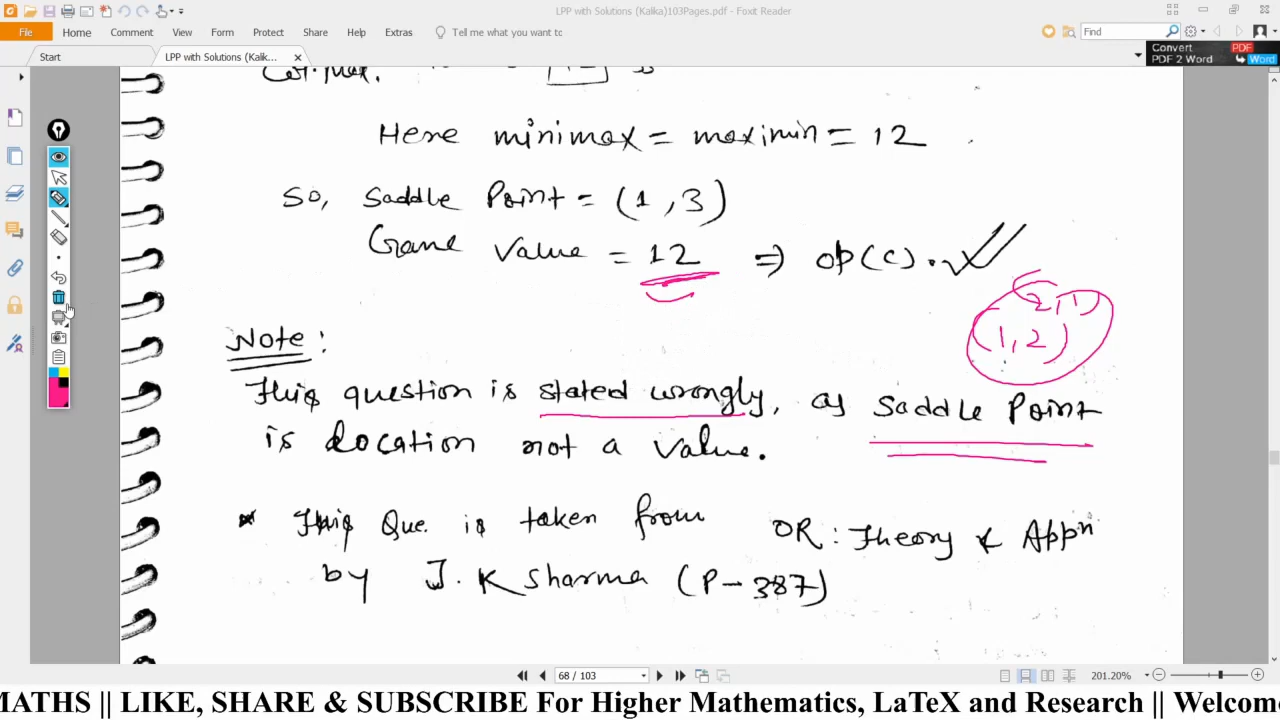 LPP with Solutions (Kalika)103Pages.pdf - Foxit Reader
File Home Comment View Form Protect Share Help Extras Tell me what you want to Find
Start LPP with Solutions (Kalik... Convert PDF
PDF 2 Word Word
Here minimax = maximin = 12
So, Saddle Point = (1,3)
Game Value = 12 ⇒ op(c).
2,1)
(1,2)
Note:
This question is stated wrongly, as Saddle Point
is location not a value.
* This Que. is taken from OR: Theory & Appn
by J. K Sharma (P-387)
68 / 103 201.20%
MATHS || LIKE, SHARE & SUBSCRIBE For Higher Mathematics, LaTeX and Research || Welcome